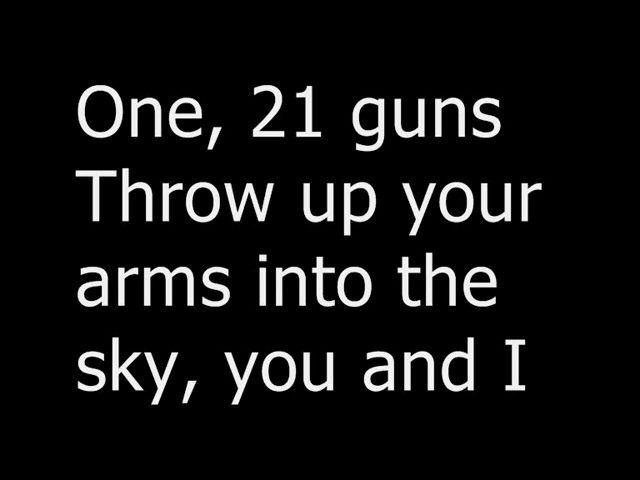 One, 21 guns
Throw up your
arms into the
sky, you and I